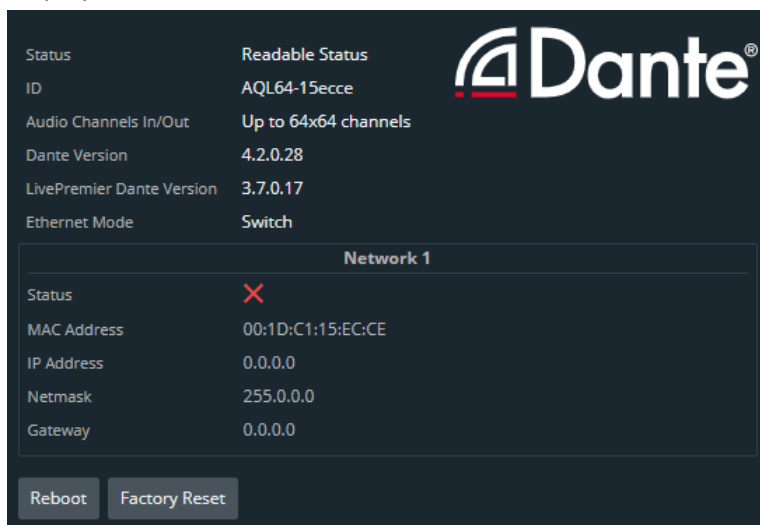 Dante®
Status Readable Status
ID AQL64-15ecce
Audio Channels In/Out Up to 64x64 channels
Dante Version 4.2.0.28
LivePremier Dante Version 3.7.0.17
Ethernet Mode Switch
Network 1
Status
MAC Address 00:1D:C1:15:EC:CE
IP Address 0.0.0.0
Netmask 255.0.0.0
Gateway 0.0.0.0
Reboot Factory Reset